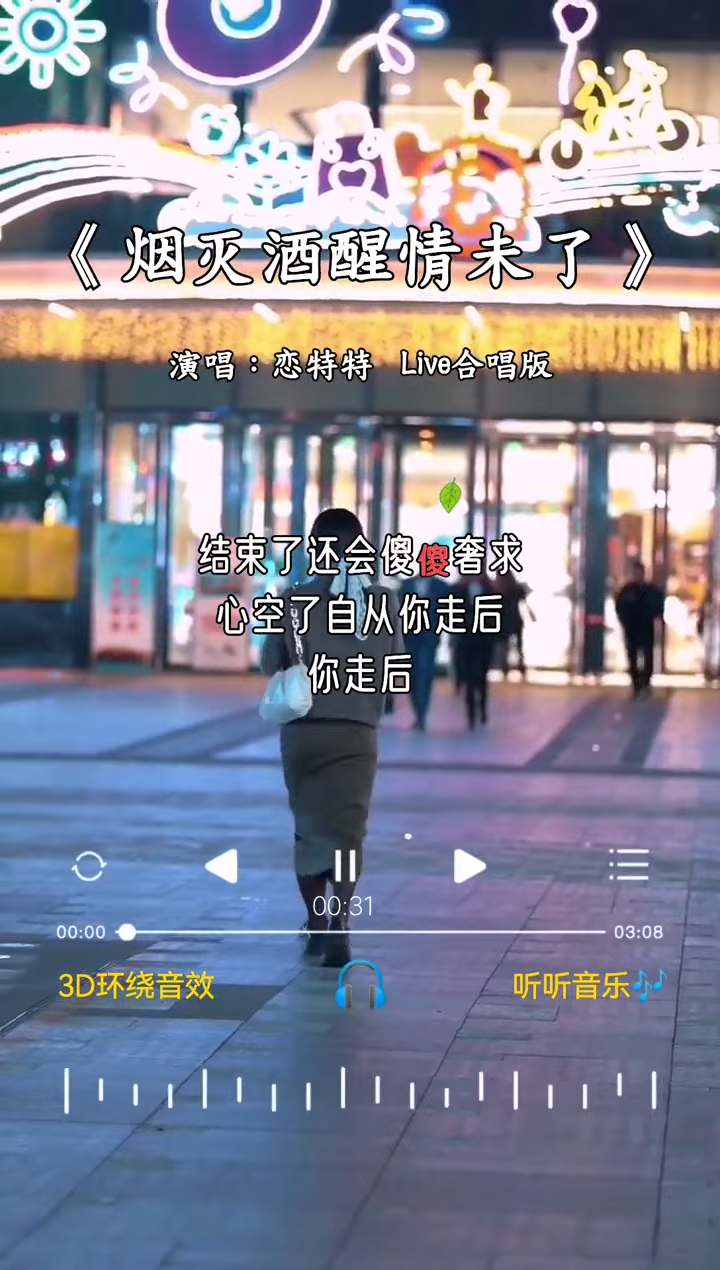 《烟灭酒醒情未了》
演唱：恋特特 Live合唱版
结束了还会傻傻奢求
心空了自从你走后
你走后
00:31
00:00 03:08
3D环绕音效 听听音乐